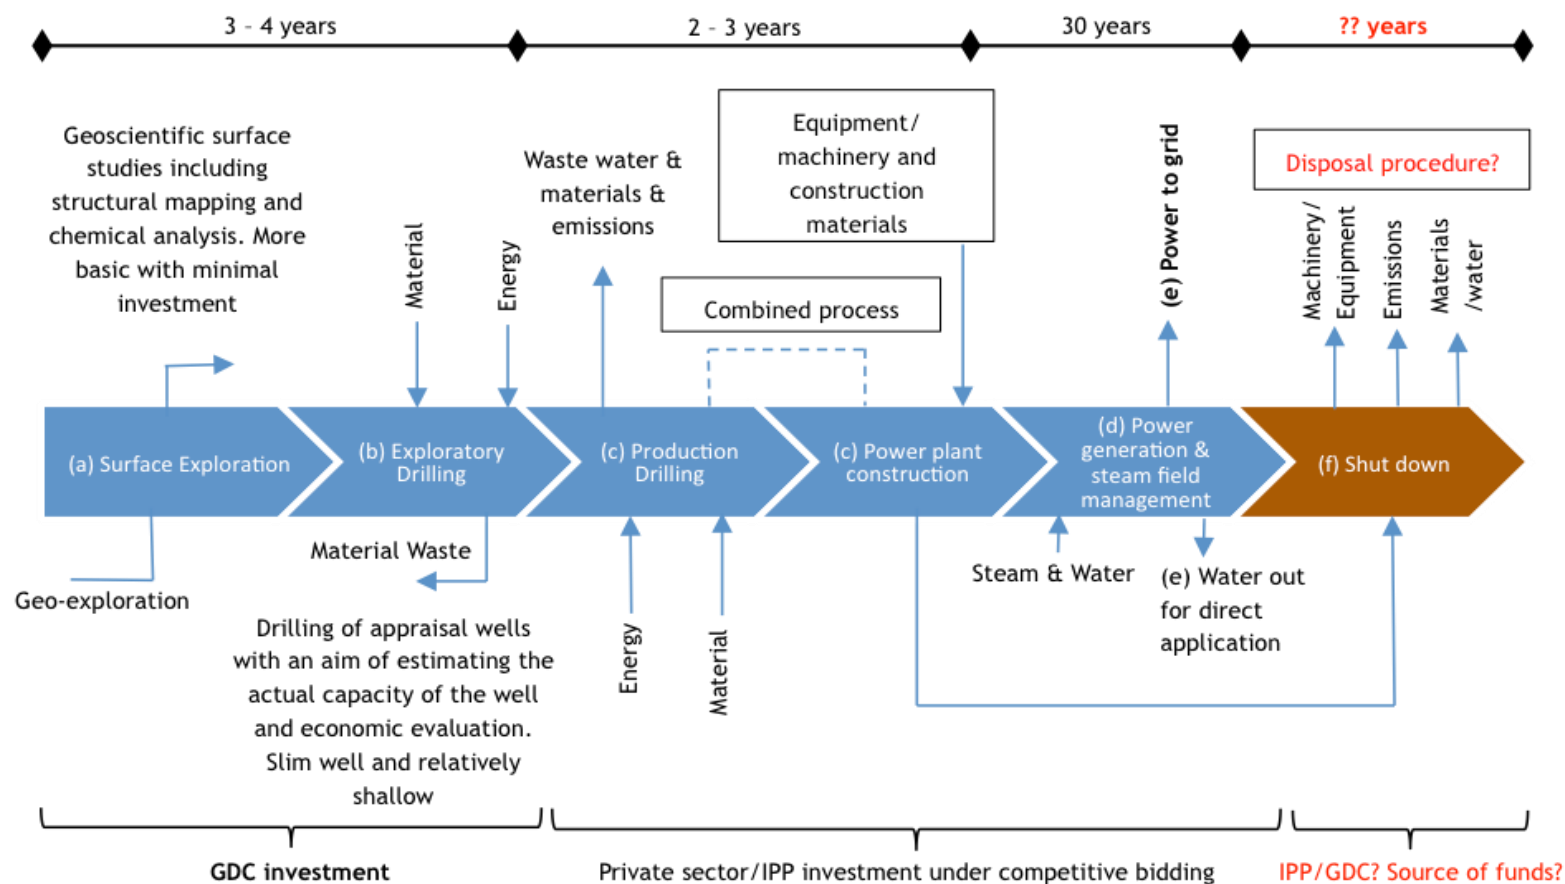 3 – 4 years
2 – 3 years
30 years
?? years
Geoscientific surface
studies including
structural mapping and
chemical analysis. More
basic with minimal
investment
Material
Energy
Waste water &
materials &
emissions
Equipment/
machinery and
construction
materials
Combined process
(e) Power to grid
Disposal procedure?
Machinery/
Equipment
Emissions
Materials
/water
(a) Surface Exploration
(b) Exploratory
Drilling
(c) Production
Drilling
(c) Power plant
construction
(d) Power
generation &
steam field
management
(f) Shut down
Geo-exploration
Material Waste
Drilling of appraisal wells
with an aim of estimating the
actual capacity of the well
and economic evaluation.
Slim well and relatively
shallow
Energy
Material
Steam & Water
(e) Water out
for direct
application
GDC investment
Private sector/IPP investment under competitive bidding
IPP/GDC? Source of funds?